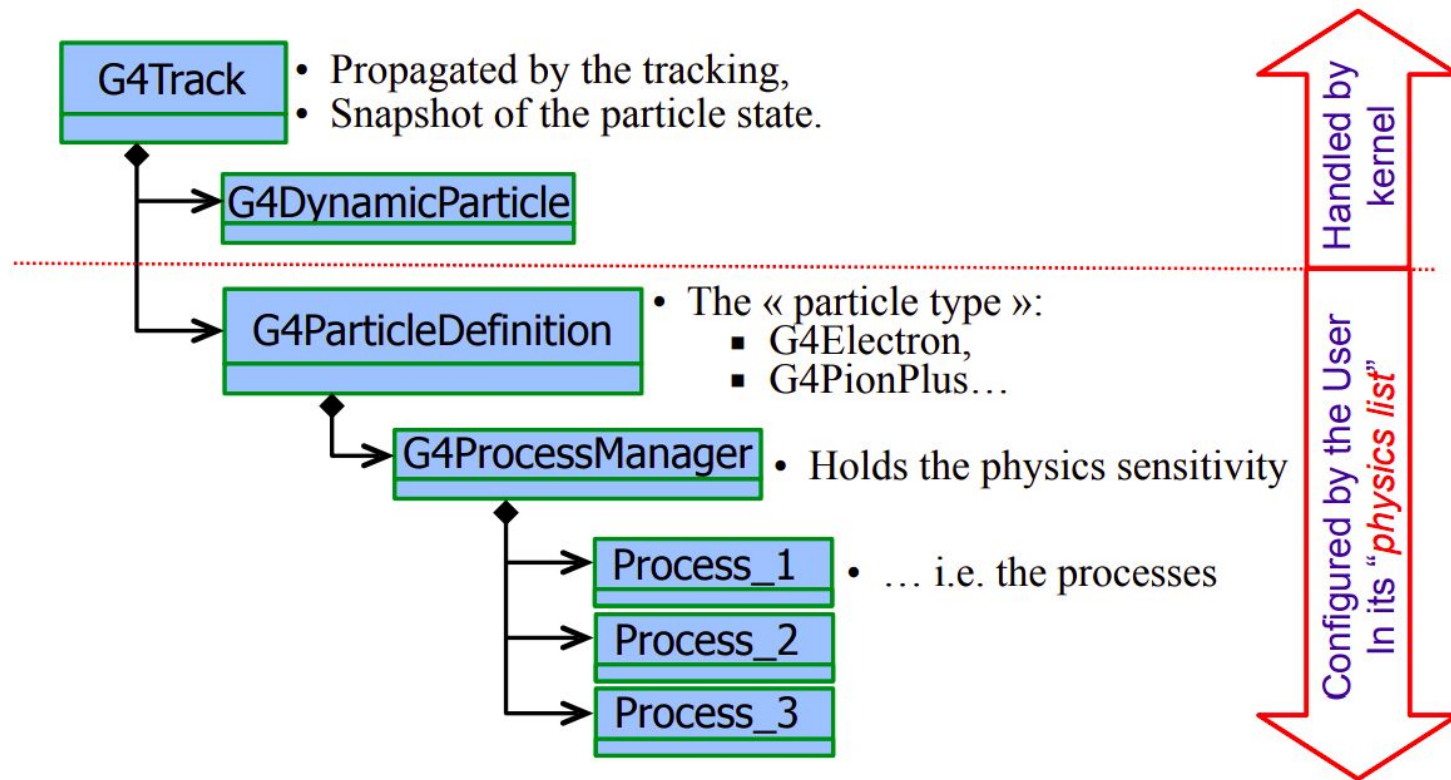 G4Track
• Propagated by the tracking,
• Snapshot of the particle state.
G4DynamicParticle
G4ParticleDefinition
• The « particle type »:
▪ G4Electron,
▪ G4PionPlus…
G4ProcessManager
• Holds the physics sensitivity
Process_1
• … i.e. the processes
Process_2
Process_3
Handled by
kernel
Configured by the User
In its “physics list”